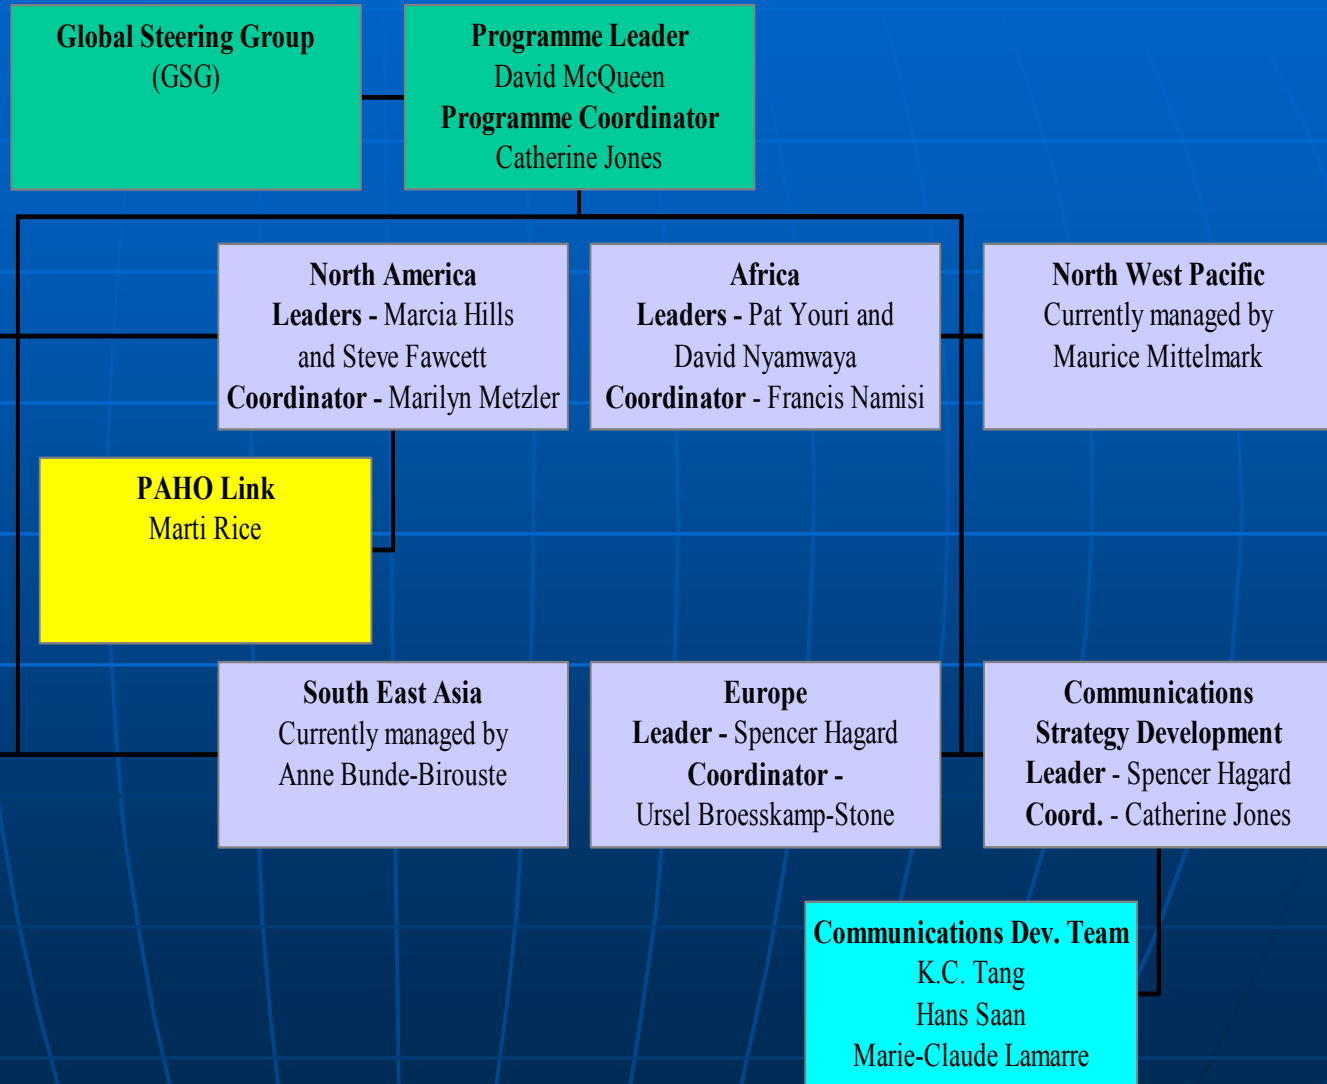 Global Steering Group
(GSG)
Programme Leader
David McQueen
Programme Coordinator
Catherine Jones
North America
Leaders - Marcia Hills
and Steve Fawcett
Coordinator - Marilyn Metzler
Africa
Leaders - Pat Youri and
David Nyamwaya
Coordinator - Francis Namisi
North West Pacific
Currently managed by
Maurice Mittelmark
PAHO Link
Marti Rice
South East Asia
Currently managed by
Anne Bunde-Birouste
Europe
Leader - Spencer Hagard
Coordinator -
Ursel Broesskamp-Stone
Communications
Strategy Development
Leader - Spencer Hagard
Coord. - Catherine Jones
Communications Dev. Team
K.C. Tang
Hans Saan
Marie-Claude Lamarre